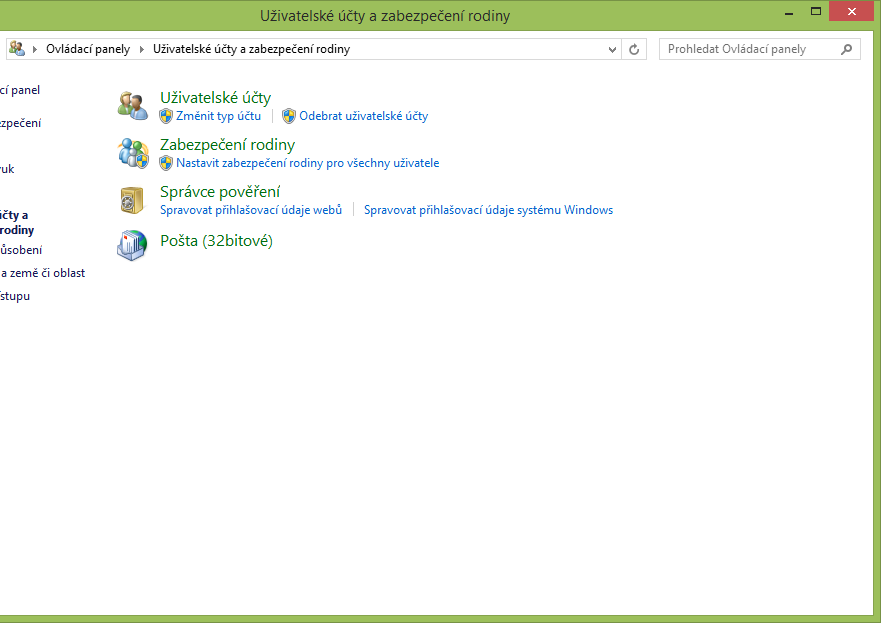 Uživatelské účty a zabezpečení rodiny
Ovládací panely Uživatelské účty a zabezpečení rodiny
Prohledat Ovládací panely
cí panel
zpečení
uk
účty a
rodiny
ůsobení
a země či oblast
stupu
Uživatelské účty
Změnit typ účtu Odebrat uživatelské účty
Zabezpečení rodiny
Nastavit zabezpečení rodiny pro všechny uživatele
Správce pověření
Spravovat přihlašovací údaje webů Spravovat přihlašovací údaje systému Windows
Pošta (32bitové)